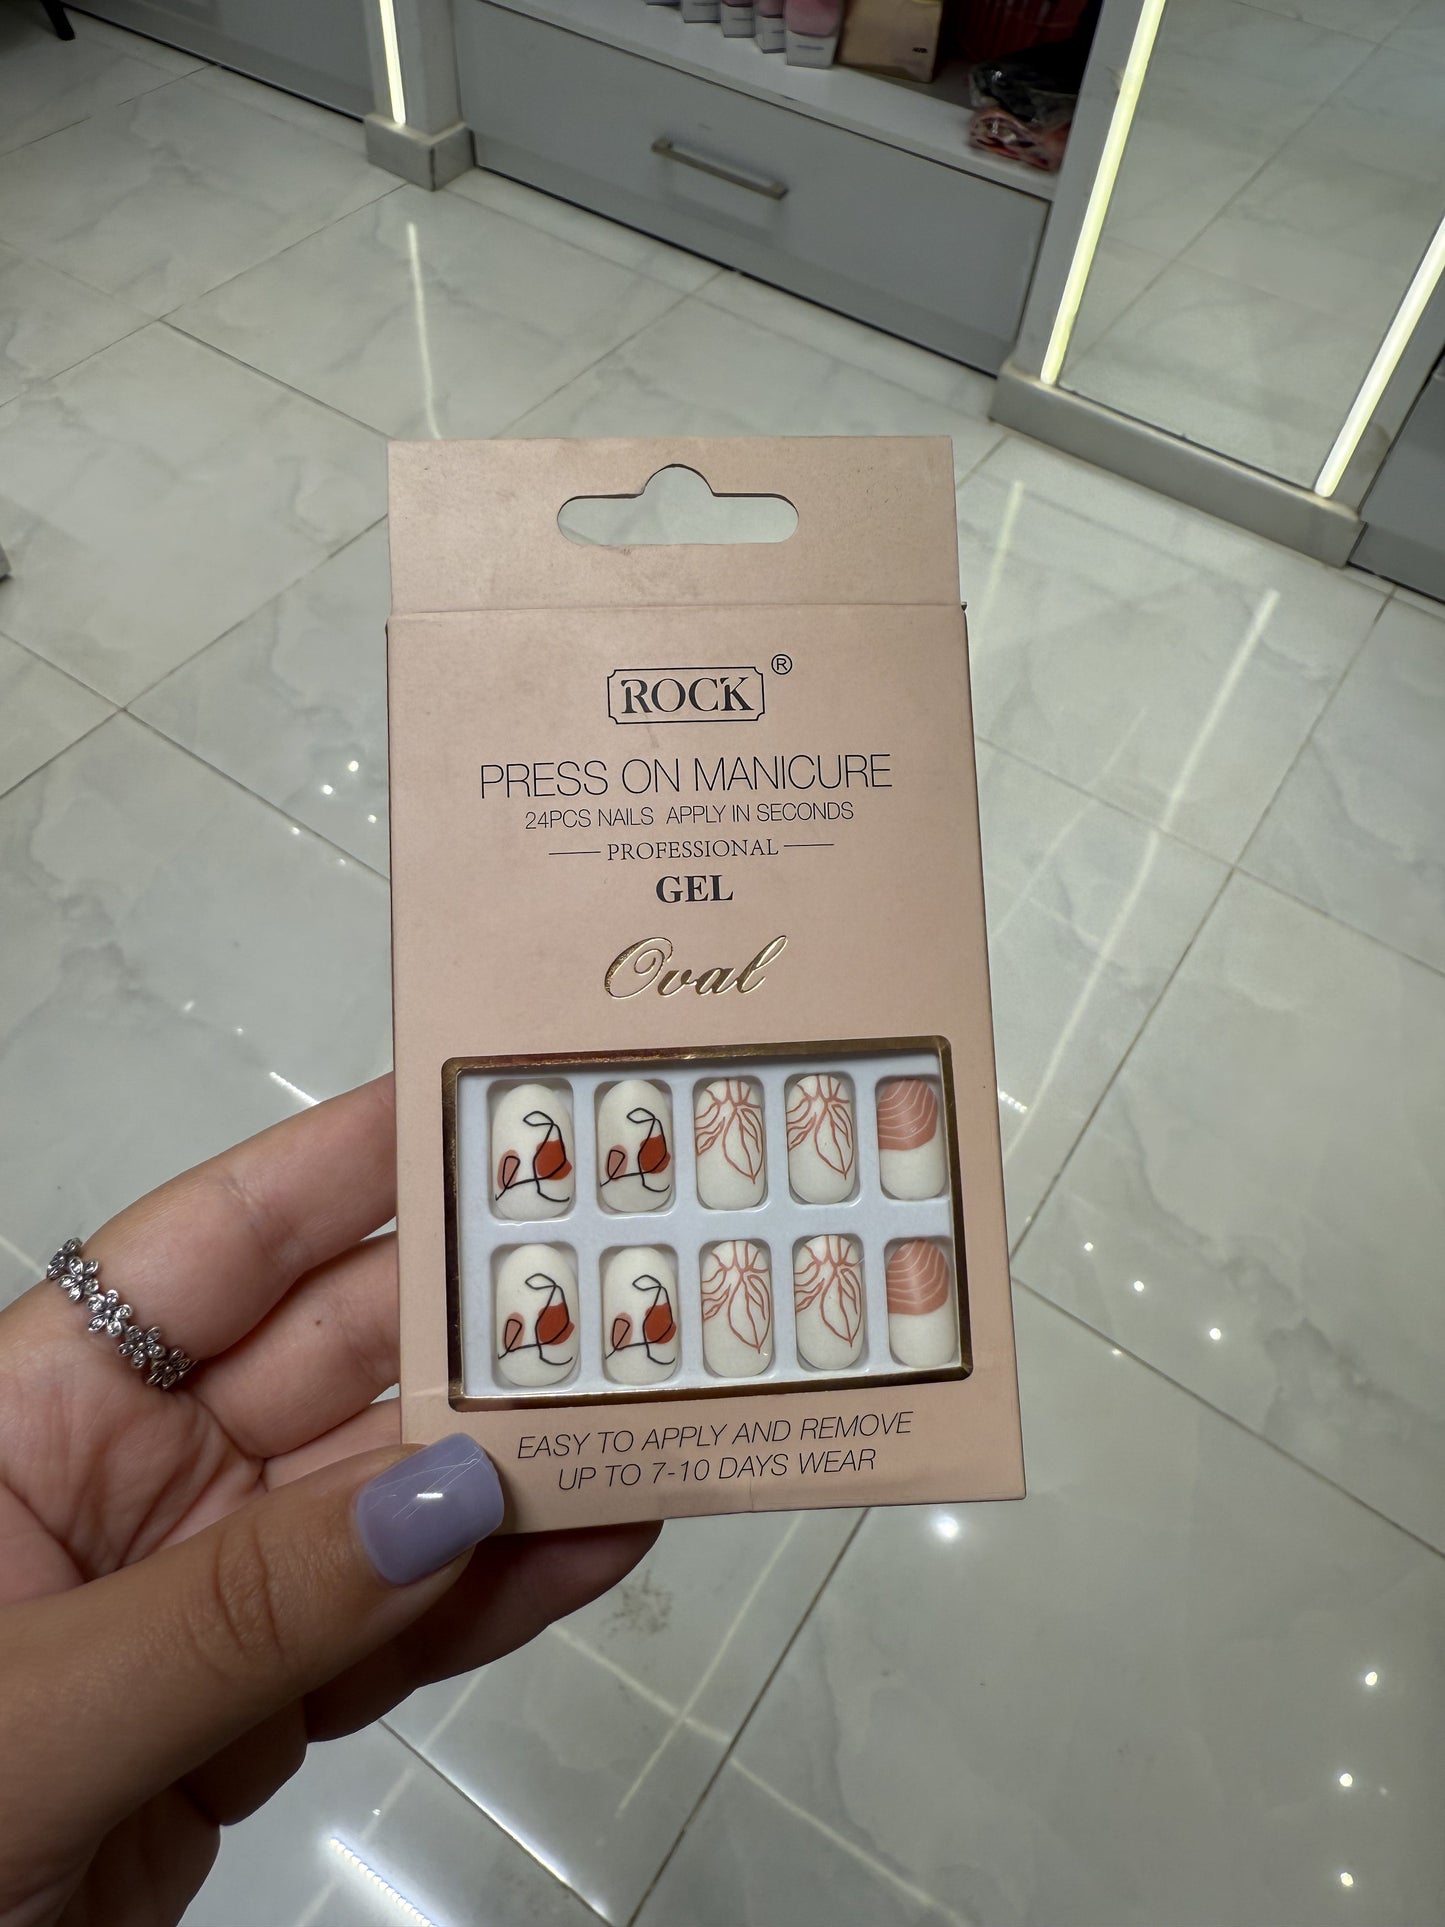 ROCK®
PRESS ON MANICURE
24PCS NAILS APPLY IN SECONDS
PROFESSIONAL
GEL
Oval
EASY TO APPLY AND REMOVE
UP TO 7-10 DAYS WEAR